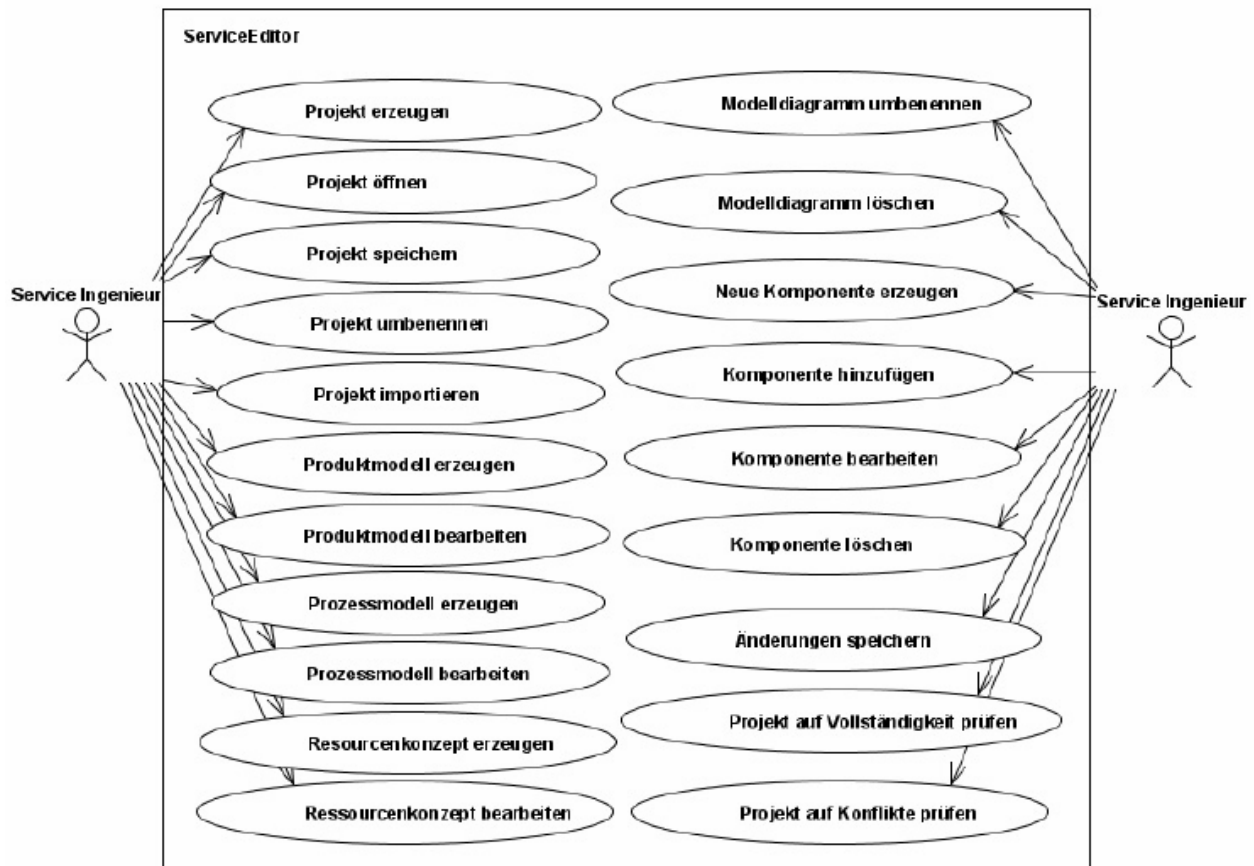 ServiceEditor
Projekt erzeugen
Projekt öffnen
Projekt speichern
Service Ingenieur
Projekt umbenennen
Projekt importieren
Produktmodell erzeugen
Produktmodell bearbeiten
Prozessmodell erzeugen
Prozessmodell bearbeiten
Resourcenkonzept erzeugen
Ressourcenkonzept bearbeiten
Modelldiagramm umbenennen
Modelldiagramm löschen
Neue Komponente erzeugen
Service Ingenieur
Komponente hinzufügen
Komponente bearbeiten
Komponente löschen
Änderungen speichern
Projekt auf Vollständigkeit prüfen
Projekt auf Konflikte prüfen